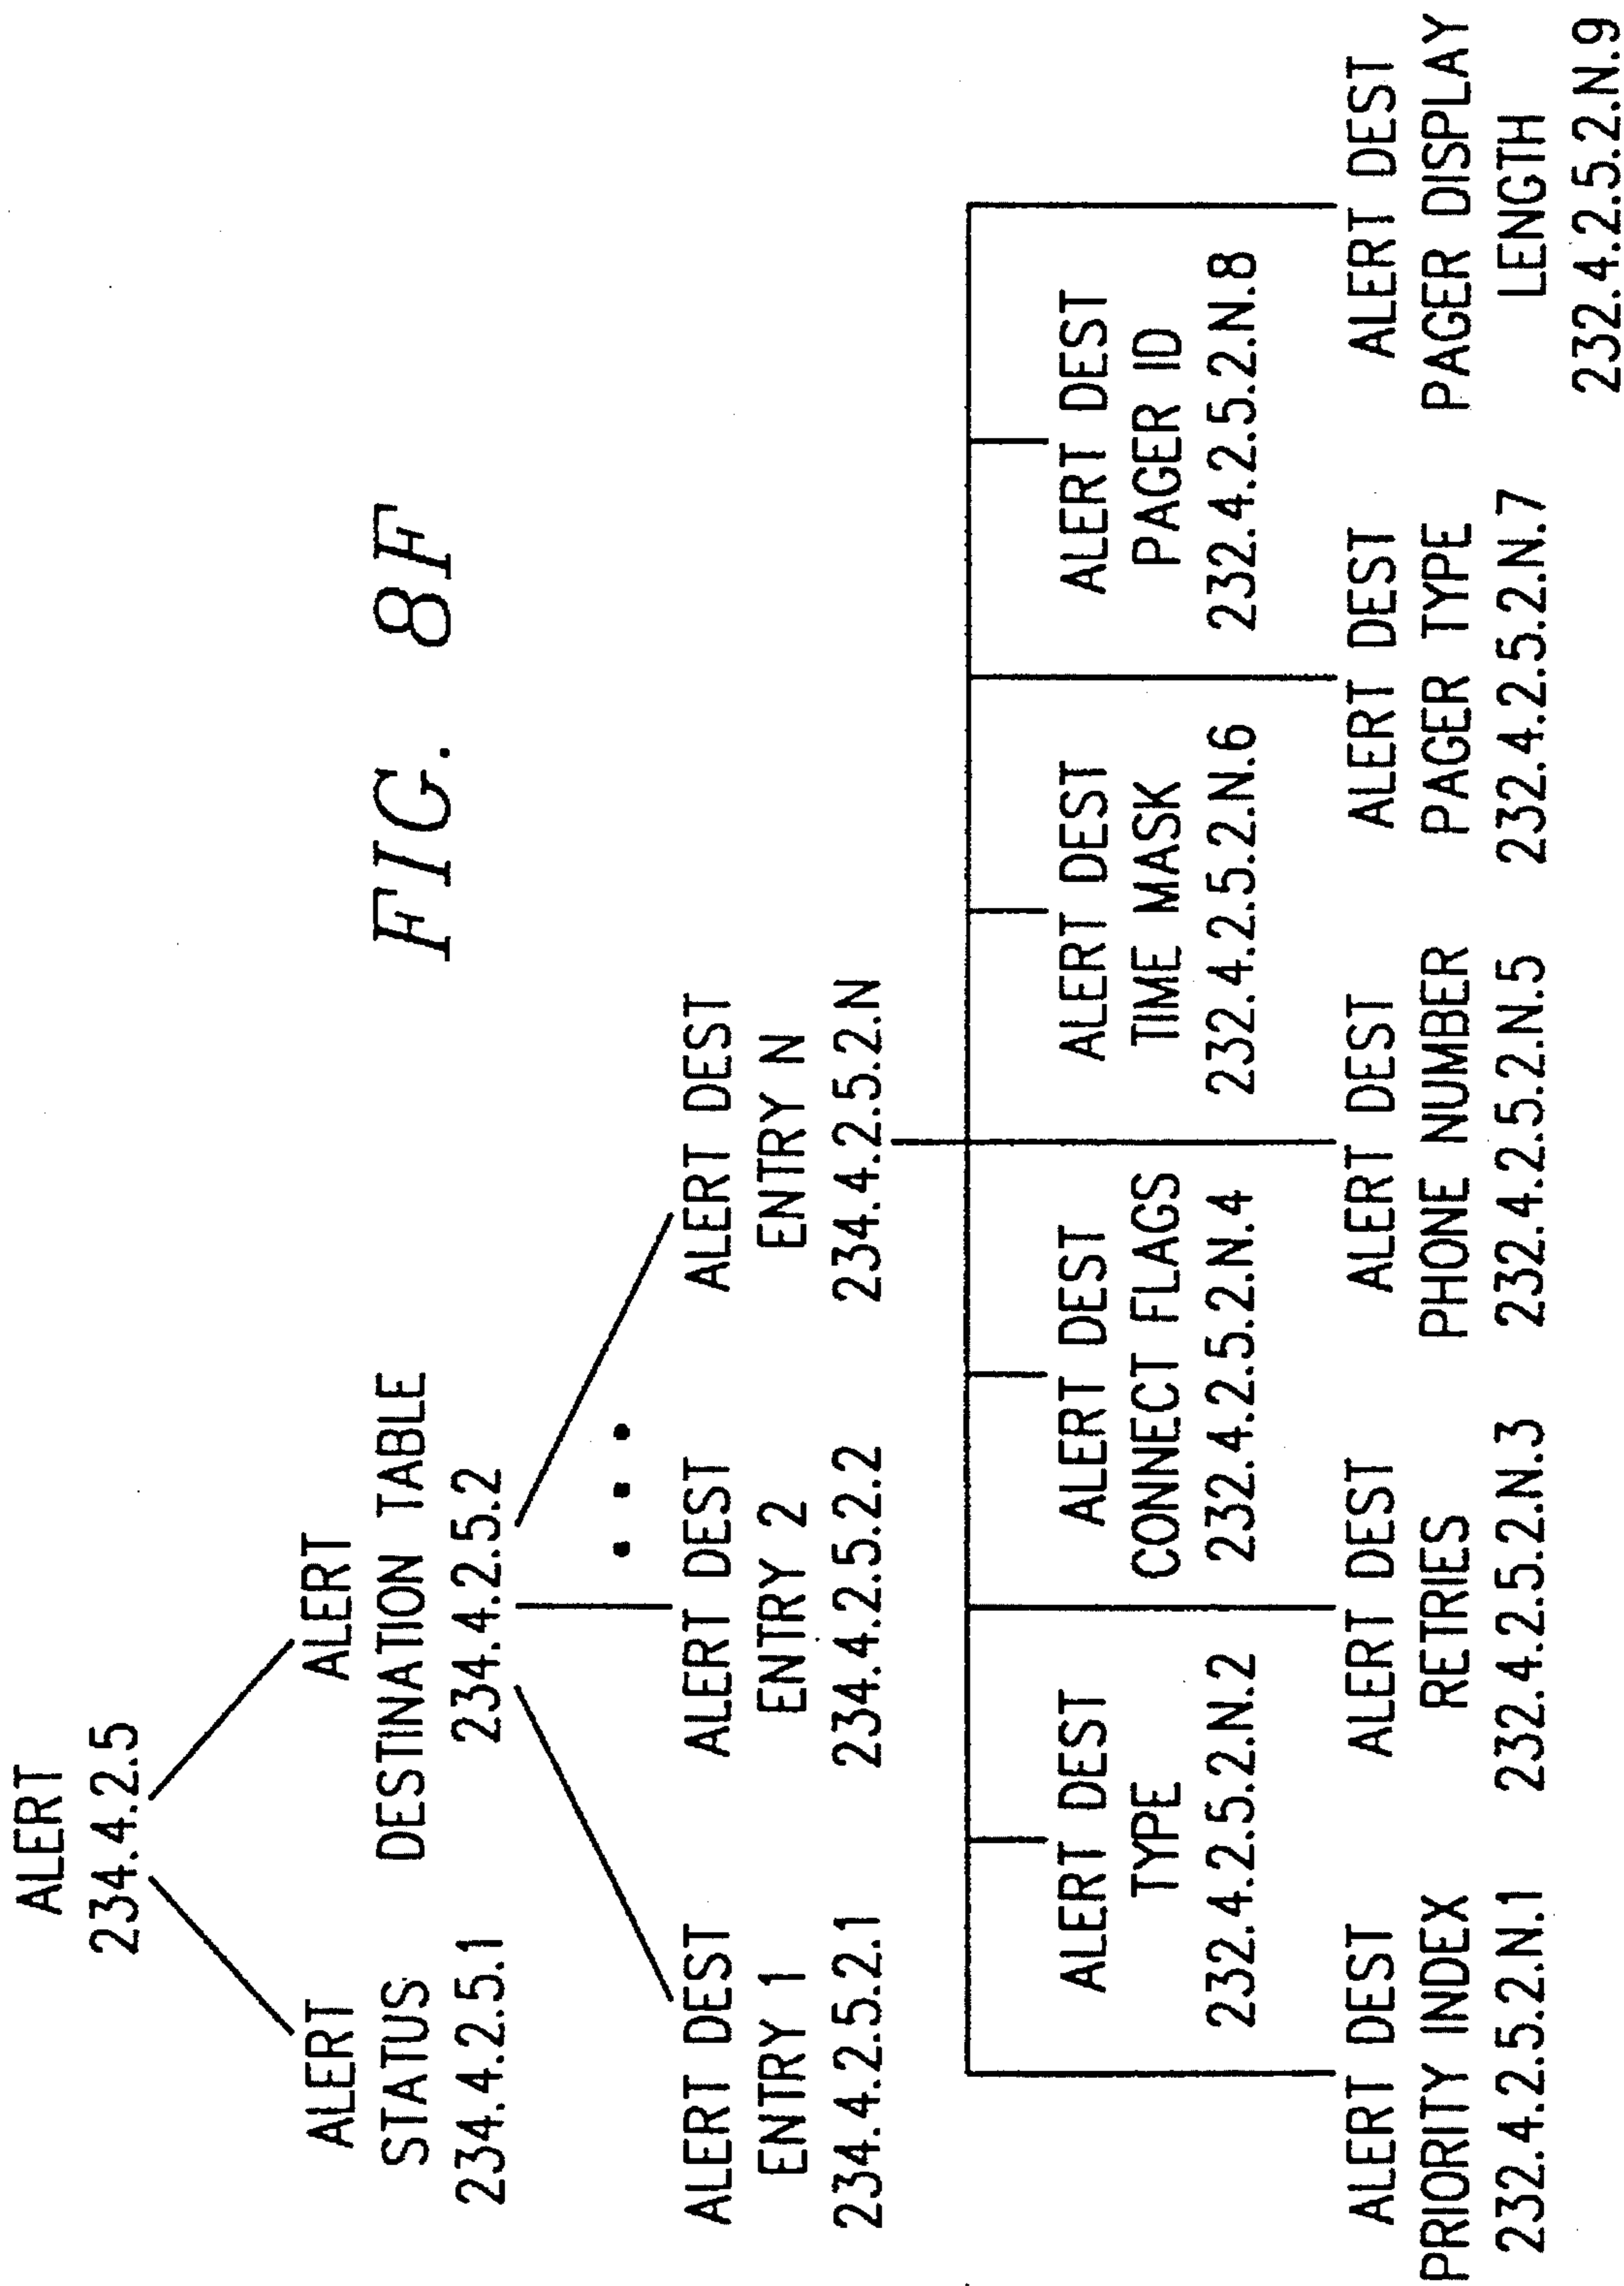 FIG. 8F
ALERT
234.4.2.5
ALERT
STATUS
234.4.2.5.1
ALERT
DESTINATION TABLE
234.4.2.5.2
ALERT DEST
ENTRY 1
234.4.2.5.2.1
ALERT DEST
ENTRY 2
234.4.2.5.2.2
• • •
ALERT DEST
ENTRY N
234.4.2.5.2.N
ALERT DEST
PRIORITY INDEX
232.4.2.5.2.N.1
ALERT DEST
TYPE
232.4.2.5.2.N.2
ALERT DEST
RETRIES
232.4.2.5.2.N.3
ALERT DEST
CONNECT FLAGS
232.4.2.5.2.N.4
ALERT DEST
PHONE NUMBER
232.4.2.5.2.N.5
ALERT DEST
TIME MASK
232.4.2.5.2.N.6
ALERT DEST
PAGER TYPE
232.4.2.5.2.N.7
ALERT DEST
PAGER ID
232.4.2.5.2.N.8
ALERT DEST
PAGER DISPLAY
LENGTH
232.4.2.5.2.N.9